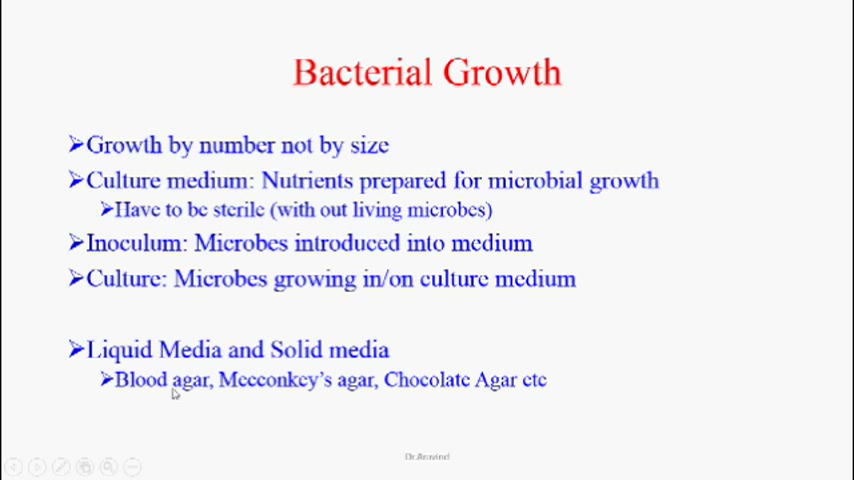 Bacterial Growth
Growth by number not by size
Culture medium: Nutrients prepared for microbial growth
Have to be sterile (with out living microbes)
Inoculum: Microbes introduced into medium
Culture: Microbes growing in/on culture medium
Liquid Media and Solid media
Blood agar, Mecconkey's agar, Chocolate Agar etc
Dr.Aravind